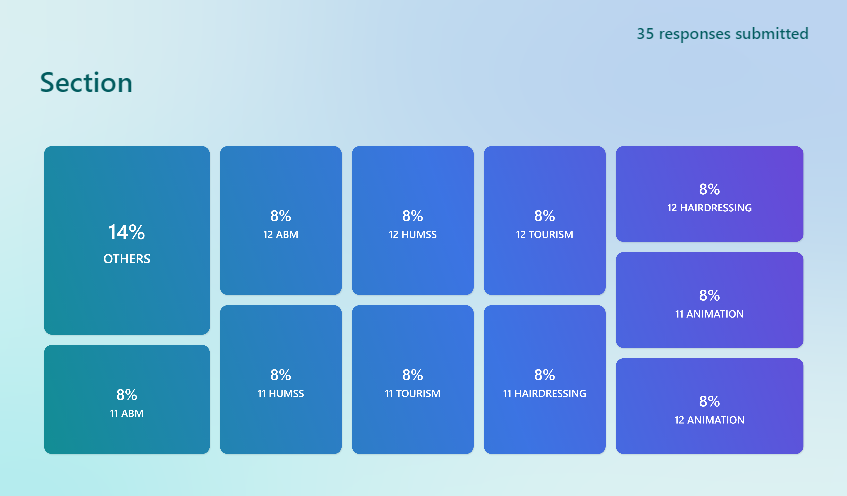 35 responses submitted
Section
14%
OTHERS
8%
11 ABM
8%
12 ABM
8%
11 HUMSS
8%
12 HUMSS
8%
11 TOURISM
8%
12 TOURISM
8%
11 HAIRDRESSING
8%
12 HAIRDRESSING
8%
11 ANIMATION
8%
12 ANIMATION